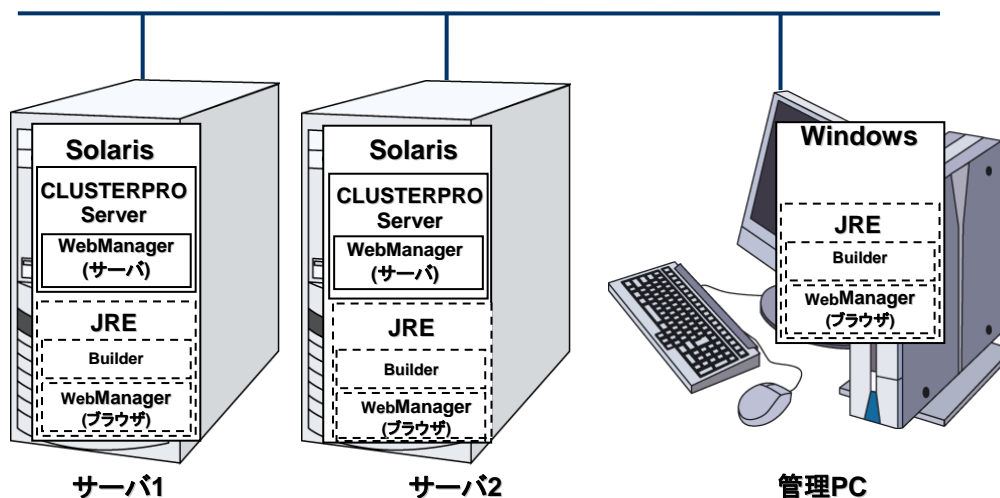 Solaris
CLUSTERPRO
Server
WebManager
(サーバ)
JRE
Builder
WebManager
(ブラウザ)
サーバ1
Solaris
CLUSTERPRO
Server
WebManager
(サーバ)
JRE
Builder
WebManager
(ブラウザ)
サーバ2
Windows
JRE
Builder
WebManager
(ブラウザ)
管理PC